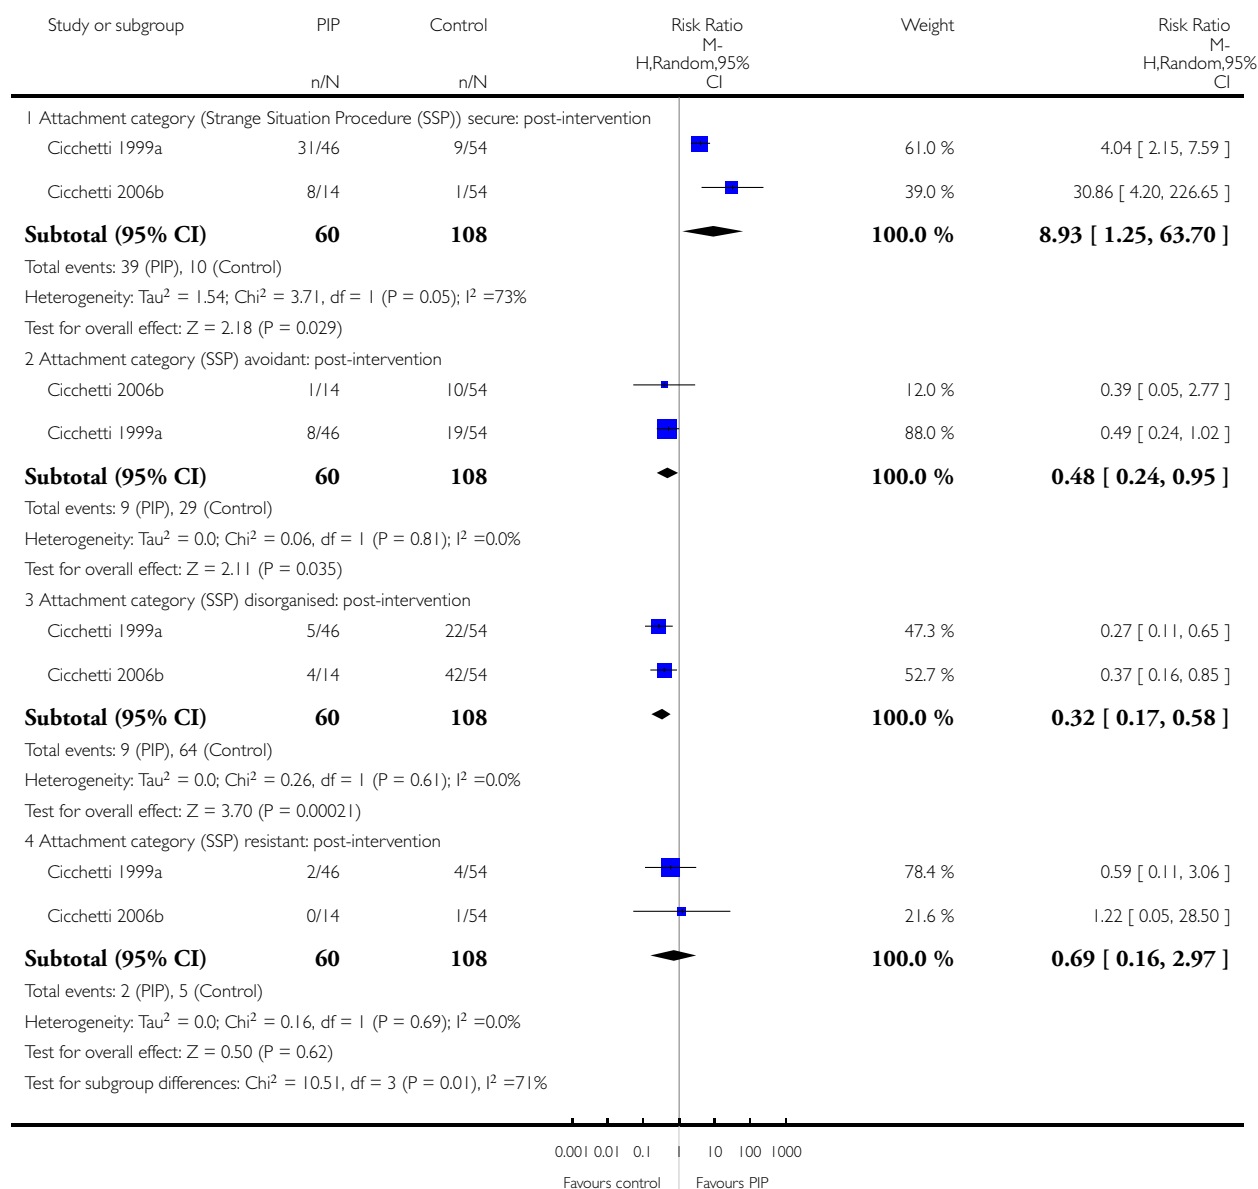 Study or subgroup PIP Control Risk Ratio Weight Risk Ratio
n/N n/N M-H,Random,95% CI M-H,Random,95% CI
1 Attachment category (Strange Situation Procedure (SSP)) secure: post-intervention
Cicchetti 1999a 31/46 9/54 61.0 % 4.04 [ 2.15, 7.59 ]
Cicchetti 2006b 8/14 1/54 39.0 % 30.86 [ 4.20, 226.65 ]
Subtotal (95% CI) 60 108 100.0 % 8.93 [ 1.25, 63.70 ]
Total events: 39 (PIP), 10 (Control)
Heterogeneity: Tau² = 1.54; Chi² = 3.71, df = 1 (P = 0.05); I² =73%
Test for overall effect: Z = 2.18 (P = 0.029)
2 Attachment category (SSP) avoidant: post-intervention
Cicchetti 2006b 1/14 10/54 12.0 % 0.39 [ 0.05, 2.77 ]
Cicchetti 1999a 8/46 19/54 88.0 % 0.49 [ 0.24, 1.02 ]
Subtotal (95% CI) 60 108 100.0 % 0.48 [ 0.24, 0.95 ]
Total events: 9 (PIP), 29 (Control)
Heterogeneity: Tau² = 0.0; Chi² = 0.06, df = 1 (P = 0.81); I² =0.0%
Test for overall effect: Z = 2.11 (P = 0.035)
3 Attachment category (SSP) disorganised: post-intervention
Cicchetti 1999a 5/46 22/54 47.3 % 0.27 [ 0.11, 0.65 ]
Cicchetti 2006b 4/14 42/54 52.7 % 0.37 [ 0.16, 0.85 ]
Subtotal (95% CI) 60 108 100.0 % 0.32 [ 0.17, 0.58 ]
Total events: 9 (PIP), 64 (Control)
Heterogeneity: Tau² = 0.0; Chi² = 0.26, df = 1 (P = 0.61); I² =0.0%
Test for overall effect: Z = 3.70 (P = 0.00021)
4 Attachment category (SSP) resistant: post-intervention
Cicchetti 1999a 2/46 4/54 78.4 % 0.59 [ 0.11, 3.06 ]
Cicchetti 2006b 0/14 1/54 21.6 % 1.22 [ 0.05, 28.50 ]
Subtotal (95% CI) 60 108 100.0 % 0.69 [ 0.16, 2.97 ]
Total events: 2 (PIP), 5 (Control)
Heterogeneity: Tau² = 0.0; Chi² = 0.16, df = 1 (P = 0.69); I² =0.0%
Test for overall effect: Z = 0.50 (P = 0.62)
Test for subgroup differences: Chi² = 10.51, df = 3 (P = 0.01), I² =71%
0.001 0.01 0.1 1 10 100 1000
Favours control Favours PIP